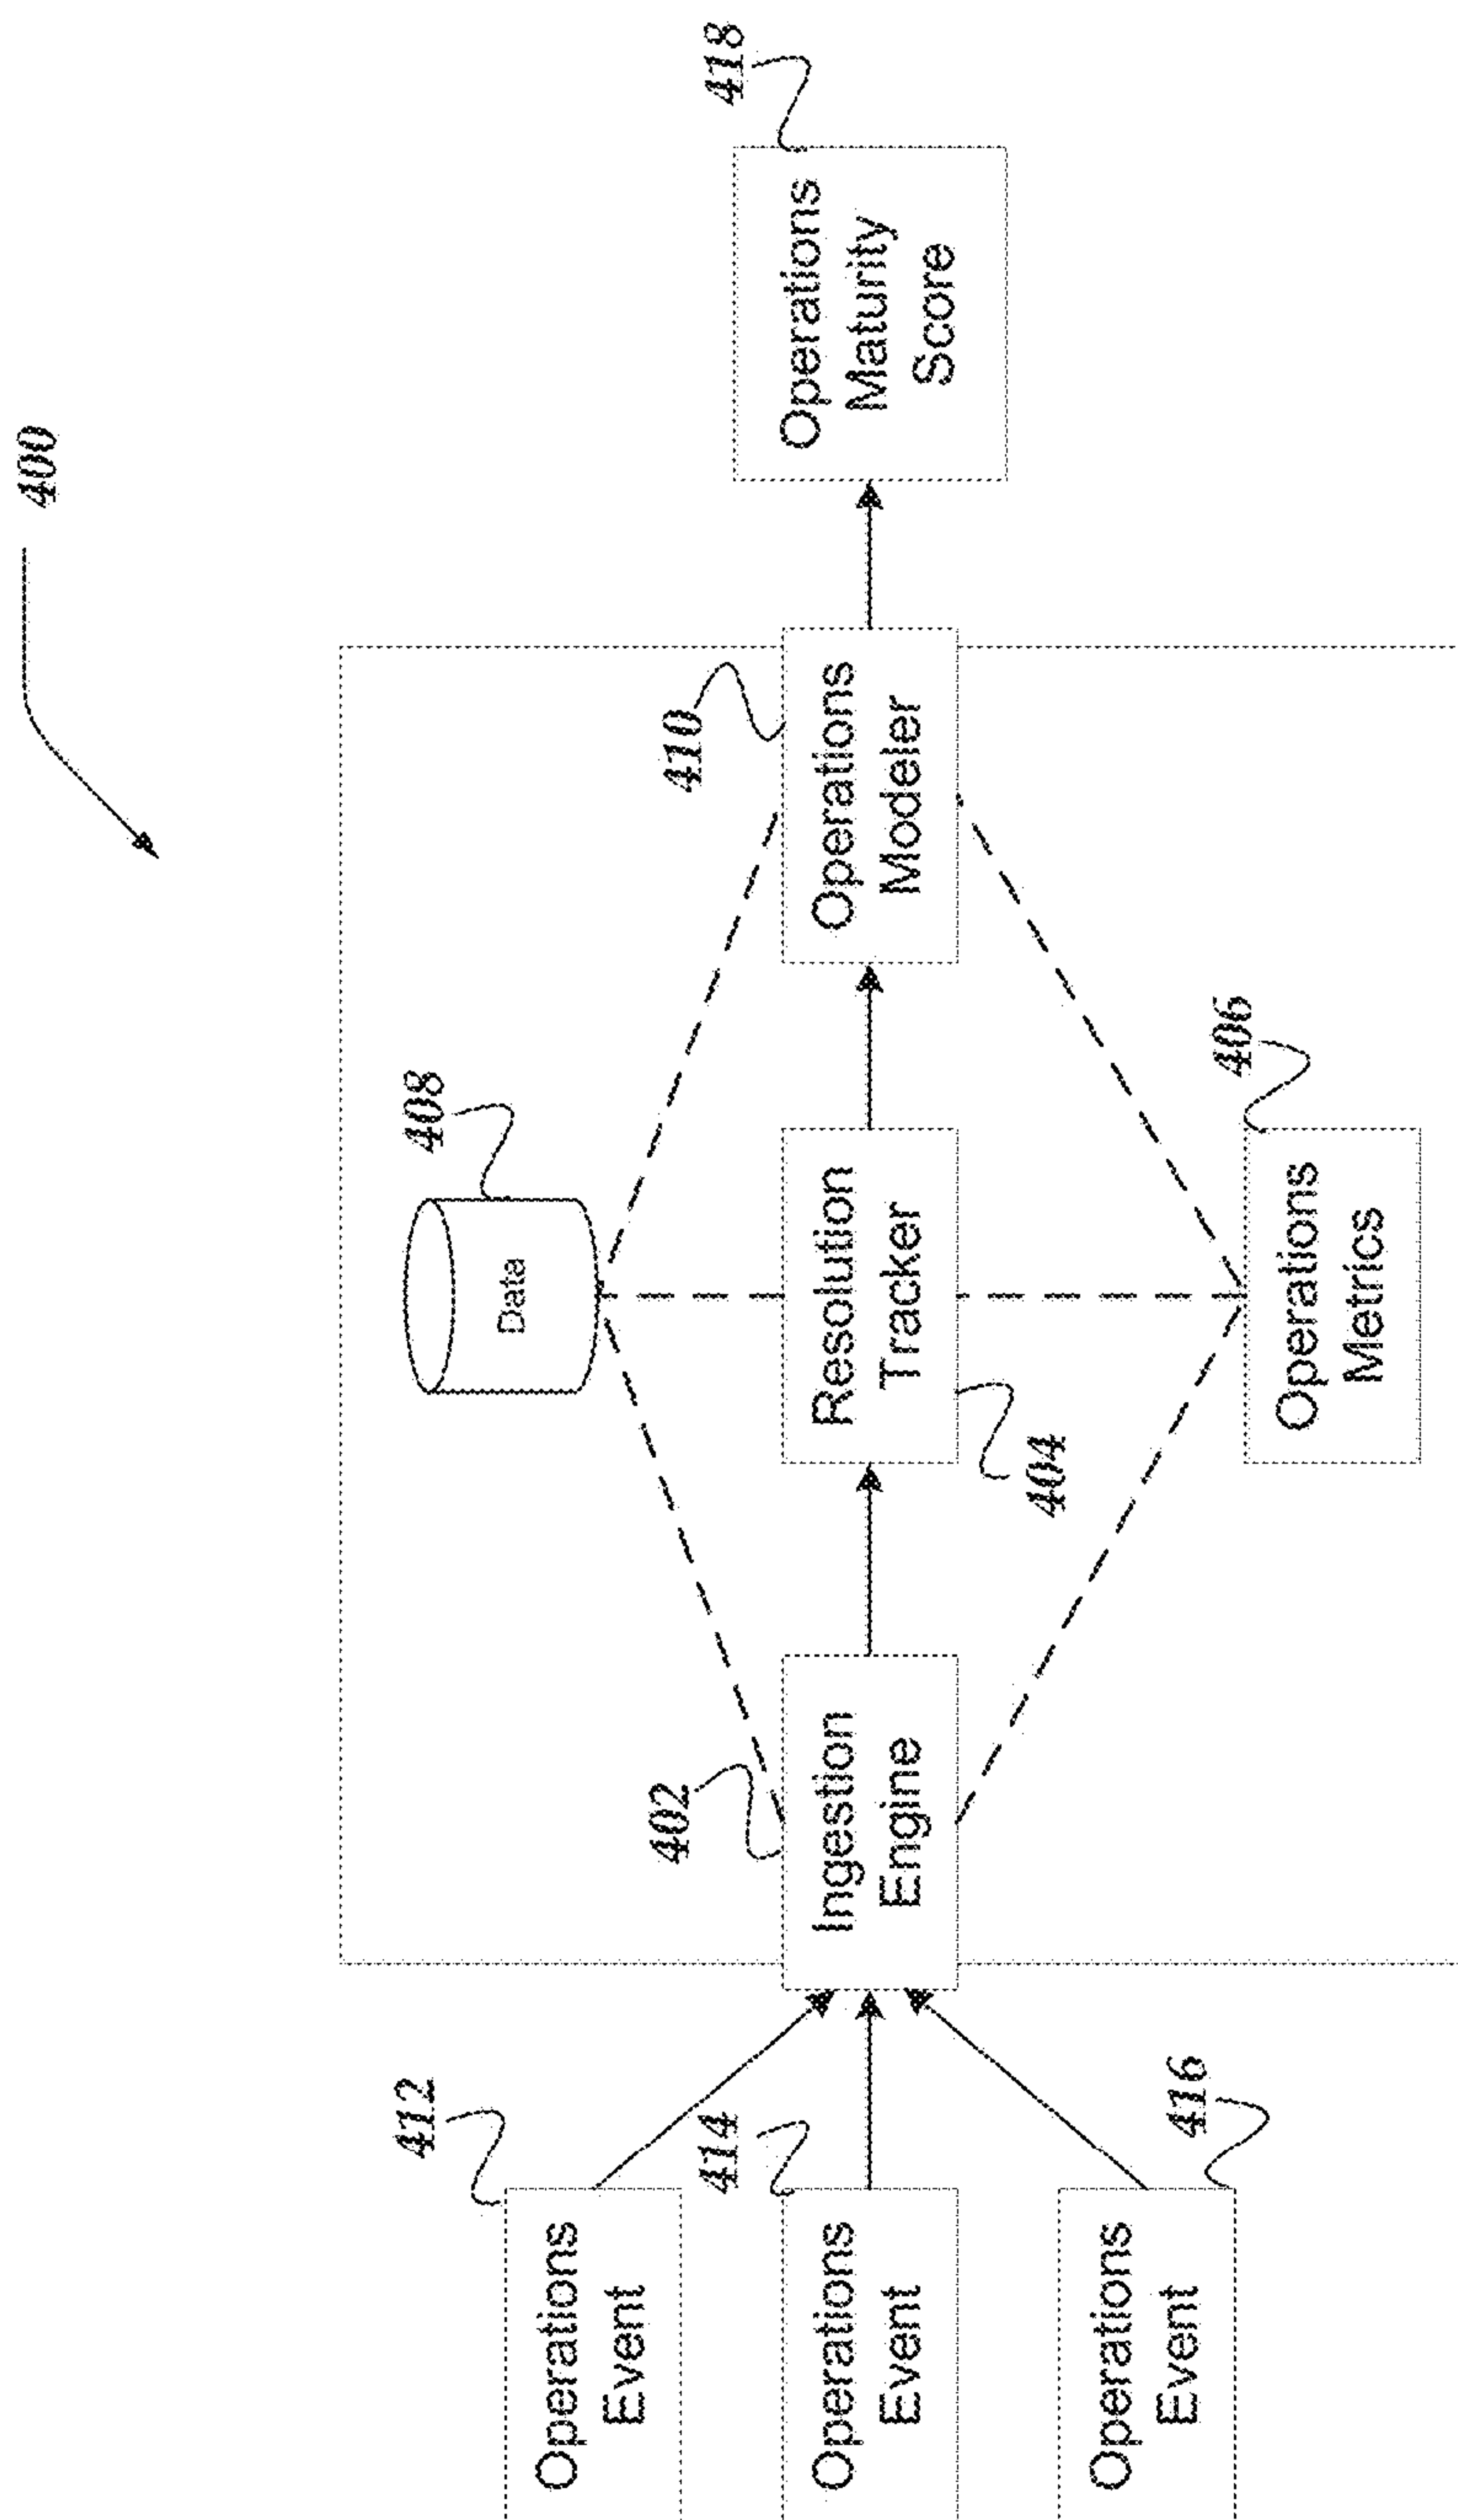 400
412
Operations
Event
414
Operations
Event
416
Operations
Event
402
Ingestion
Engine
408
Data
Resolution
Tracker
404
Operations
Metrics
406
410
Operations
Modeler
418
Operations
Maturity
Score